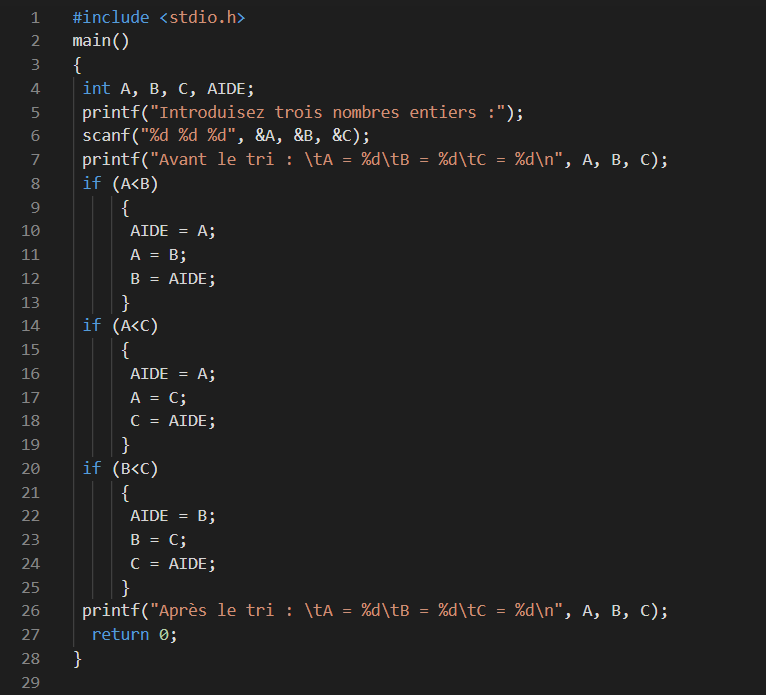 1 #include <stdio.h>
2 main()
3 {
4 int A, B, C, AIDE;
5 printf("Introduisez trois nombres entiers :");
6 scanf("%d %d %d", &A, &B, &C);
7 printf("Avant le tri : \tA = %d\tB = %d\tC = %d\n", A, B, C);
8 if (A<B)
9 {
10 AIDE = A;
11 A = B;
12 B = AIDE;
13 }
14 if (A<C)
15 {
16 AIDE = A;
17 A = C;
18 C = AIDE;
19 }
20 if (B<C)
21 {
22 AIDE = B;
23 B = C;
24 C = AIDE;
25 }
26 printf("Après le tri : \tA = %d\tB = %d\tC = %d\n", A, B, C);
27 return 0;
28 }
29